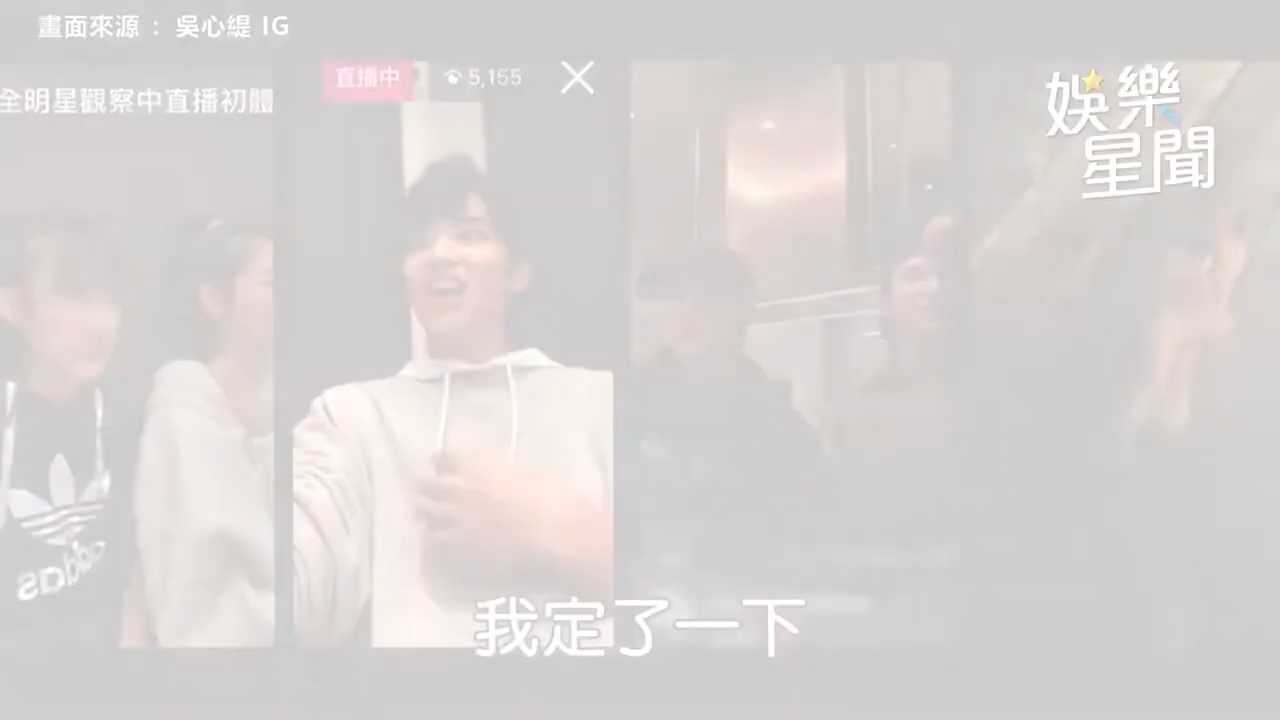 畫面來源： 吳心緹 IG
全明星觀察中直播初體
直播中 5,155
娛樂
星聞
adidas
我定了一下